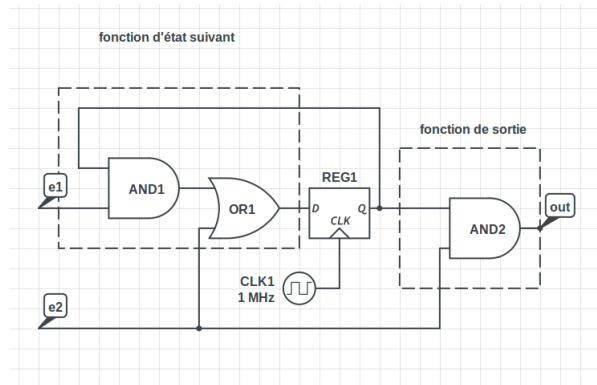 fonction d'état suivant
fonction de sortie
e1
AND1
OR1
REG1
D
Q
CLK
AND2
out
CLK1
1 MHz
e2